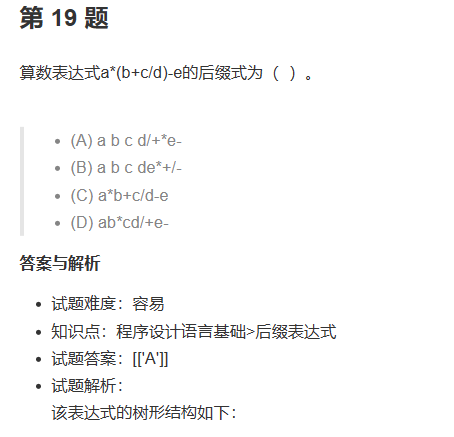 第 19 题
算数表达式a*(b+c/d)-e的后缀式为（ ）。
(A) a b c d/+*e-
(B) a b c de*+/-
(C) a*b+c/d-e
(D) ab*cd/+e-
答案与解析
试题难度：容易
知识点：程序设计语言基础>后缀表达式
试题答案：[['A']]
试题解析：
该表达式的树形结构如下：